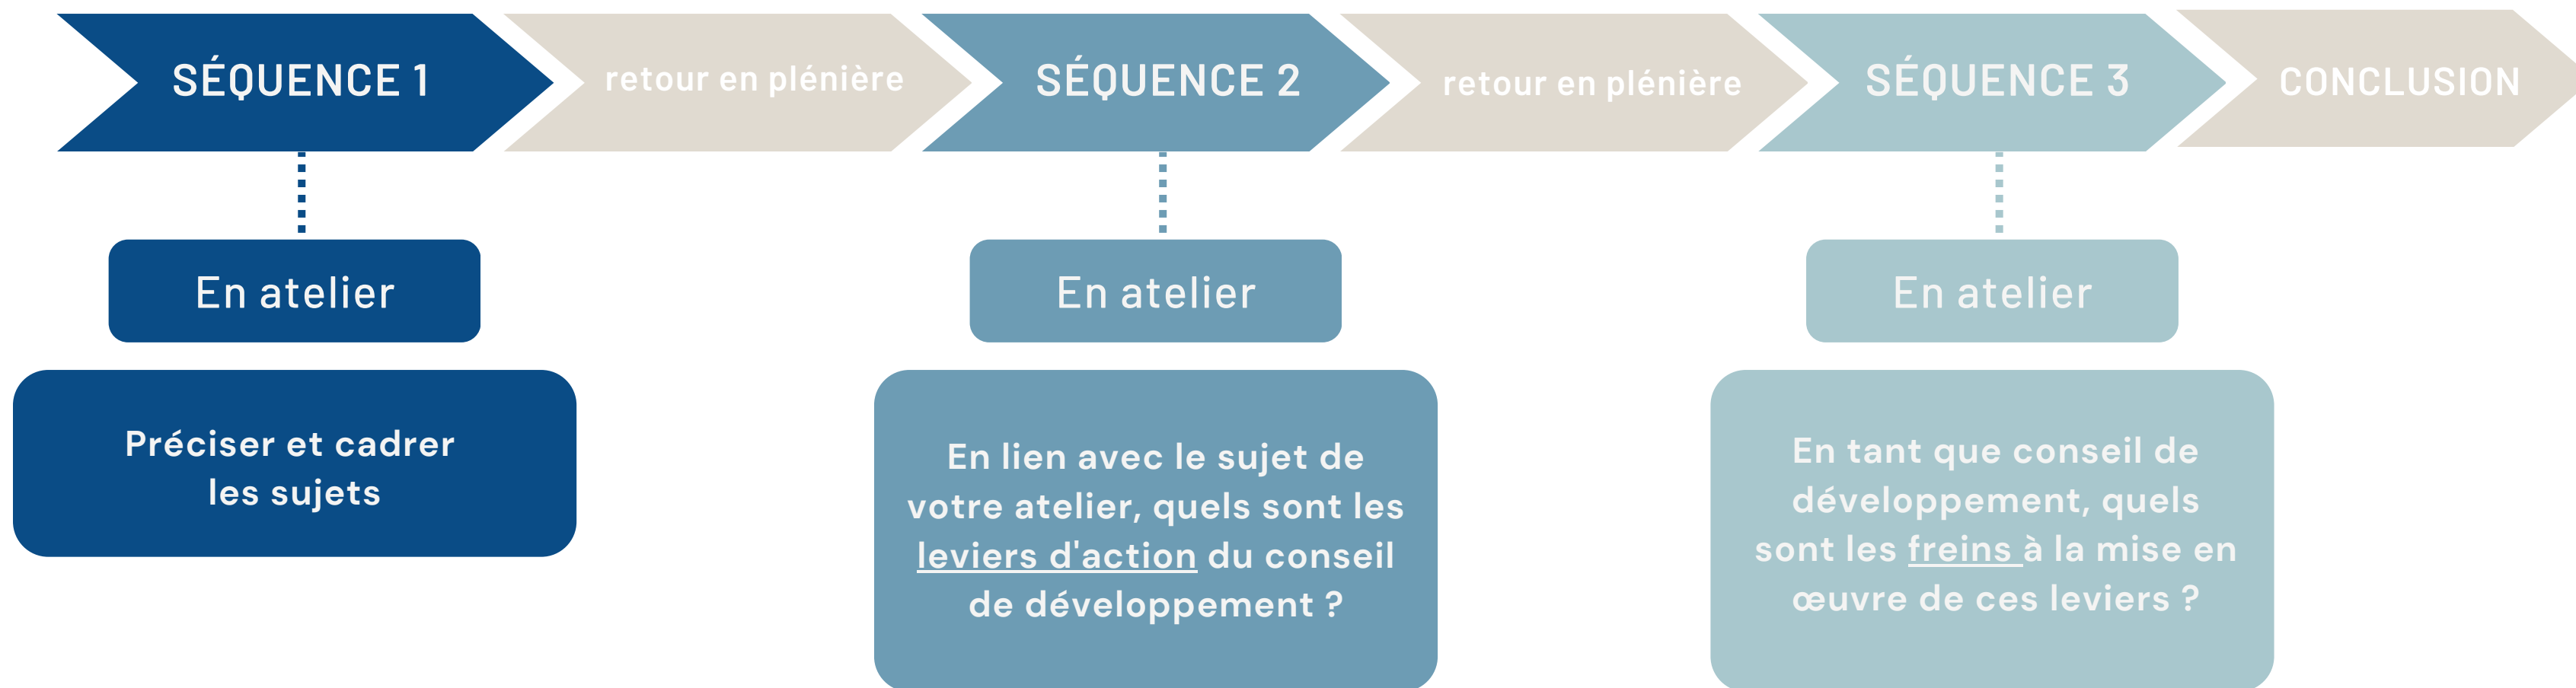 SÉQUENCE 1
retour en plénière
SÉQUENCE 2
retour en plénière
SÉQUENCE 3
CONCLUSION
En atelier
En atelier
En atelier
Préciser et cadrer
les sujets
En lien avec le sujet de
votre atelier, quels sont les
leviers d'action du conseil
de développement ?
En tant que conseil de
développement, quels
sont les freins à la mise en
œuvre de ces leviers ?